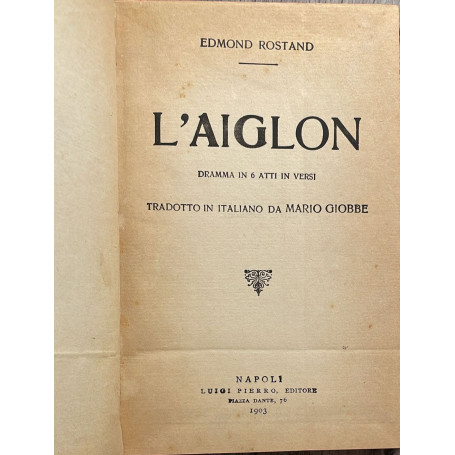 EDMOND ROSTAND
L'AIGLON
DRAMMA IN 6 ATTI IN VERSI
TRADOTTO IN ITALIANO DA MARIO GIOBBE
NAPOLI
LUIGI PIERRO, EDITORE
PIAZZA DANTE, 76
1903